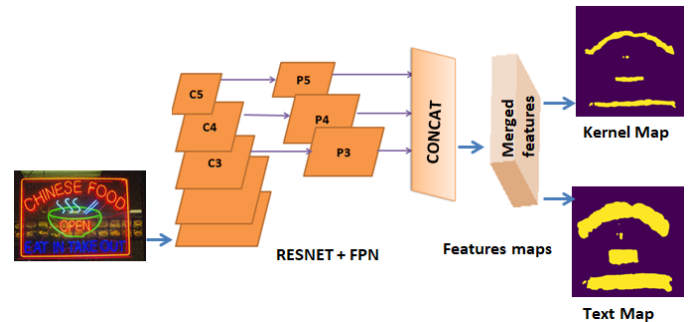 C5
C4
C3
P5
P4
P3
CONCAT
Merged
features
Kernel Map
CHINESE FOOD
OPEN
EAT IN TAKE OUT
RESNET + FPN
Features maps
Text Map